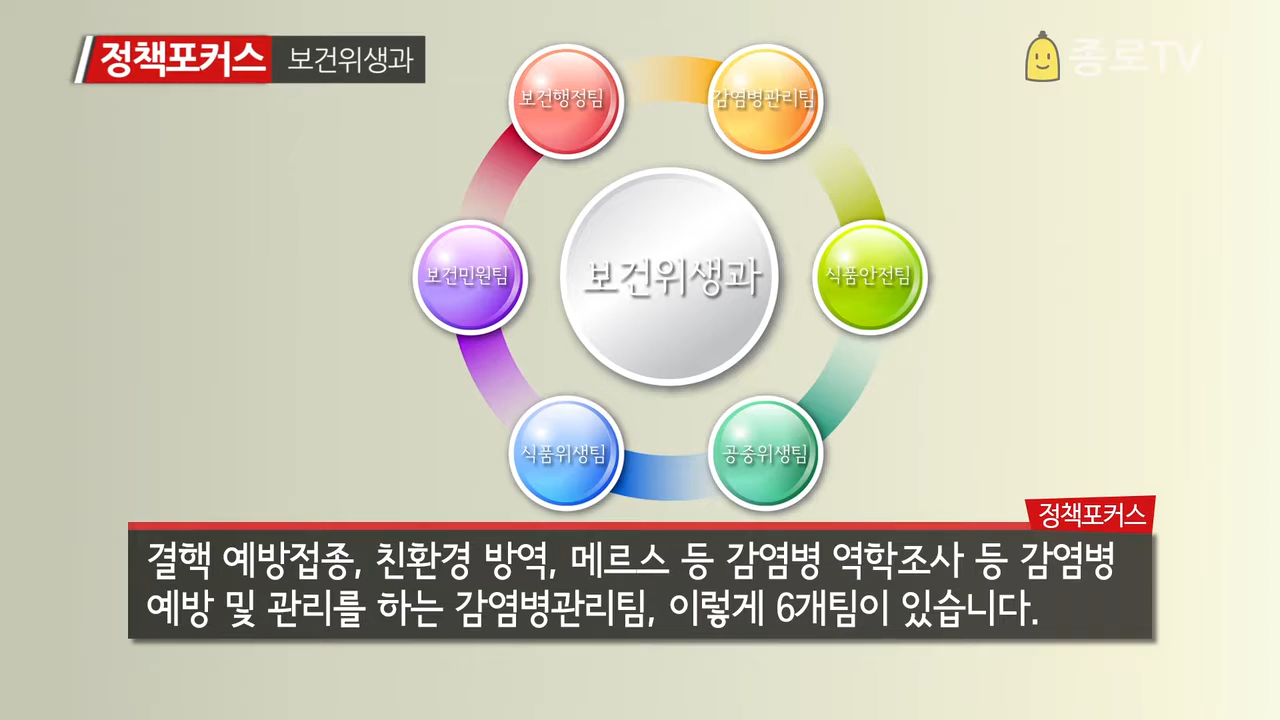 정책포커스 보건위생과
종로TV
보건행정팀
감염병관리팀
보건민원팀
보건위생과
식품안전팀
식품위생팀
공중위생팀
정책포커스
결핵 예방접종, 친환경 방역, 메르스 등 감염병 역학조사 등 감염병
예방 및 관리를 하는 감염병관리팀, 이렇게 6개팀이 있습니다.